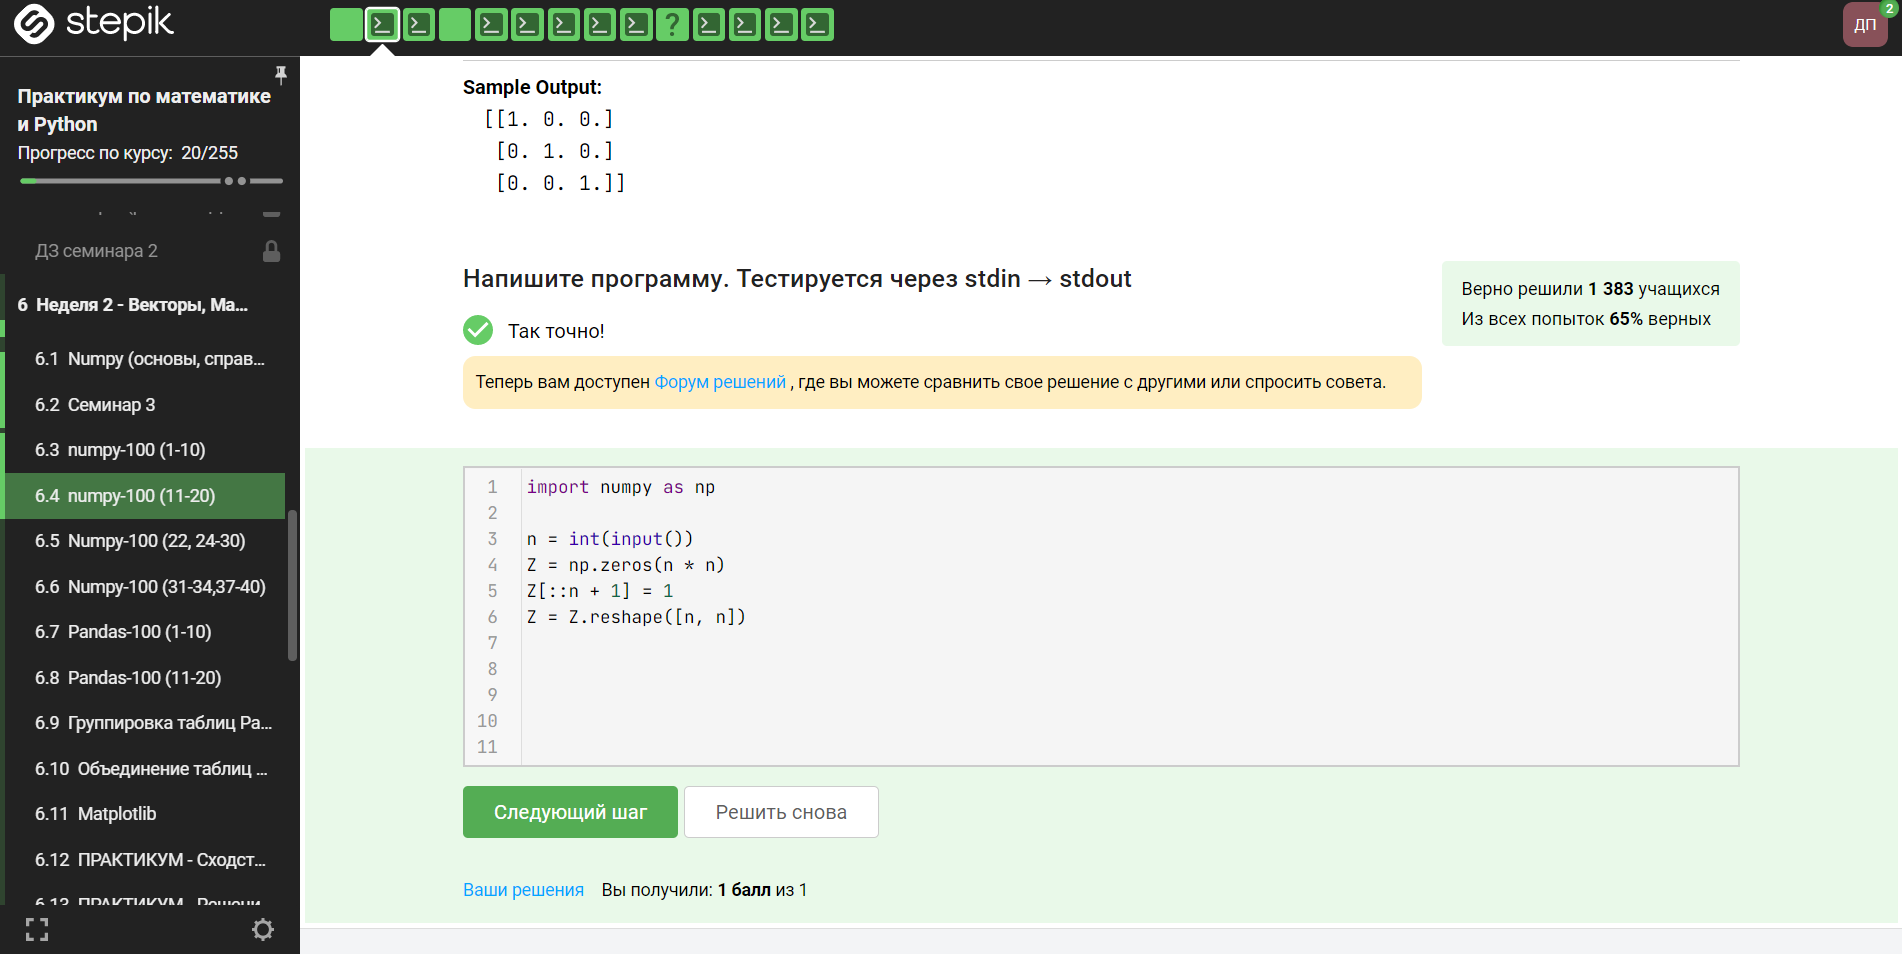 stepik
ДП
2
Практикум по математике
и Python
Прогресс по курсу: 20/255
ДЗ семинара 2
6 Неделя 2 - Векторы, Ма...
6.1 Numpy (основы, справ...
6.2 Семинар 3
6.3 numpy-100 (1-10)
6.4 numpy-100 (11-20)
6.5 Numpy-100 (22, 24-30)
6.6 Numpy-100 (31-34,37-40)
6.7 Pandas-100 (1-10)
6.8 Pandas-100 (11-20)
6.9 Группировка таблиц Pa...
6.10 Объединение таблиц ...
6.11 Matplotlib
6.12 ПРАКТИКУМ - Сходст...
6.13 ПРАКТИКУМ - Решени...
Sample Output:
[[1. 0. 0.]
[0. 1. 0.]
[0. 0. 1.]]
Напишите программу. Тестируется через stdin → stdout
Верно решили 1 383 учащихся
Из всех попыток 65% верных
Так точно!
Теперь вам доступен Форум решений , где вы можете сравнить свое решение с другими или спросить совета.
1 import numpy as np
2
3 n = int(input())
4 Z = np.zeros(n * n)
5 Z[::n + 1] = 1
6 Z = Z.reshape([n, n])
7
8
9
10
11
Следующий шаг
Решить снова
Ваши решения Вы получили: 1 балл из 1